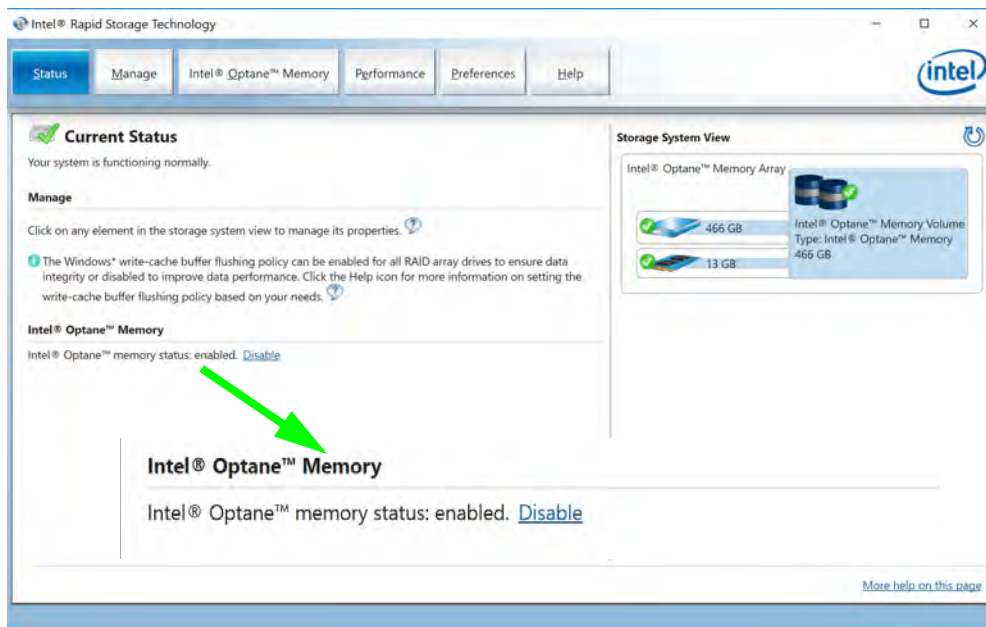 Intel® Rapid Storage Technology
Status
Manage
Intel® Optane™ Memory
Performance
Preferences
Help
intel
Current Status
Your system is functioning normally.
Manage
Click on any element in the storage system view to manage its properties. ?
The Windows* write-cache buffer flushing policy can be enabled for all RAID array drives to ensure data
integrity or disabled to improve data performance. Click the Help icon for more information on setting the
write-cache buffer flushing policy based on your needs. ?
Intel® Optane™ Memory
Intel® Optane™ memory status: enabled. Disable
Storage System View
Intel® Optane™ Memory Array
466 GB
13 GB
Intel® Optane™ Memory Volume
Type: Intel® Optane™ Memory
466 GB
Intel® Optane™ Memory
Intel® Optane™ memory status: enabled. Disable
More help on this page